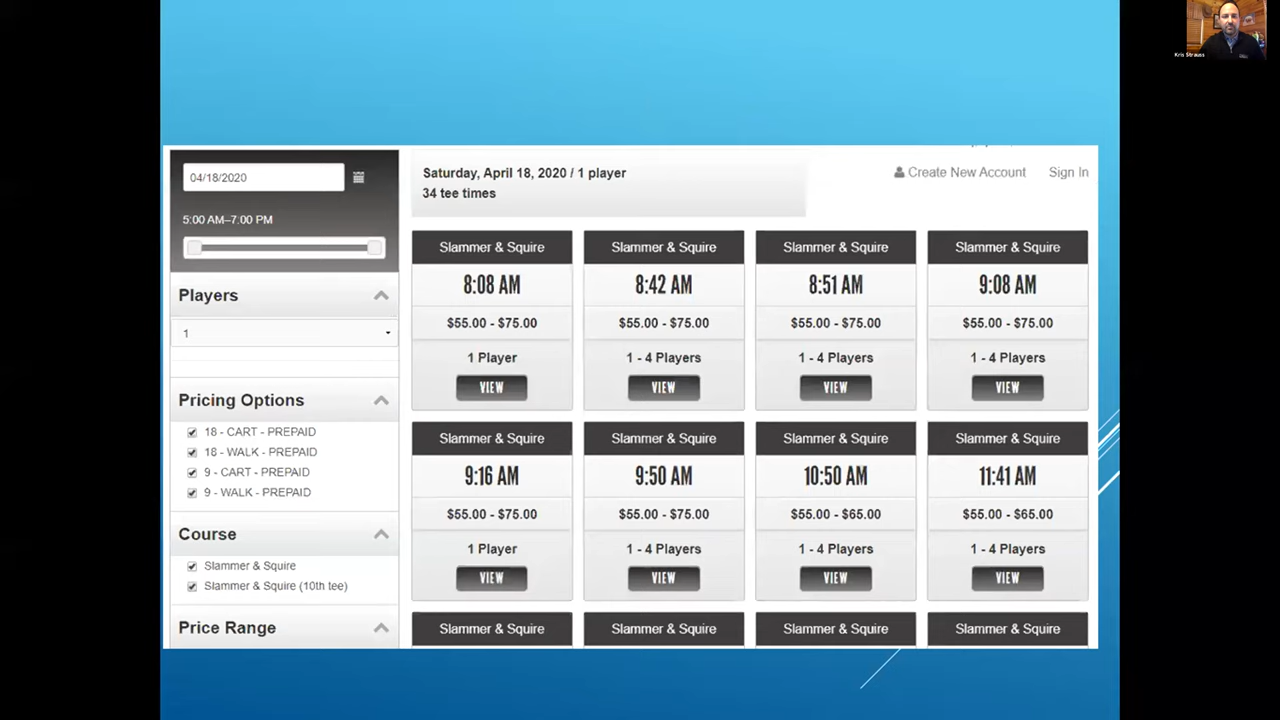 Kris Strauss
04/18/2020
5:00 AM–7:00 PM
Players
1
Pricing Options
18 - CART - PREPAID
18 - WALK - PREPAID
9 - CART - PREPAID
9 - WALK - PREPAID
Course
Slammer & Squire
Slammer & Squire (10th tee)
Price Range
Saturday, April 18, 2020 / 1 player
34 tee times
Create New Account Sign In
Slammer & Squire Slammer & Squire Slammer & Squire Slammer & Squire
8:08 AM 8:42 AM 8:51 AM 9:08 AM
$55.00 - $75.00 $55.00 - $75.00 $55.00 - $75.00 $55.00 - $75.00
1 Player 1 - 4 Players 1 - 4 Players 1 - 4 Players
VIEW VIEW VIEW VIEW
Slammer & Squire Slammer & Squire Slammer & Squire Slammer & Squire
9:16 AM 9:50 AM 10:50 AM 11:41 AM
$55.00 - $75.00 $55.00 - $75.00 $55.00 - $65.00 $55.00 - $65.00
1 Player 1 - 4 Players 1 - 4 Players 1 - 4 Players
VIEW VIEW VIEW VIEW
Slammer & Squire Slammer & Squire Slammer & Squire Slammer & Squire